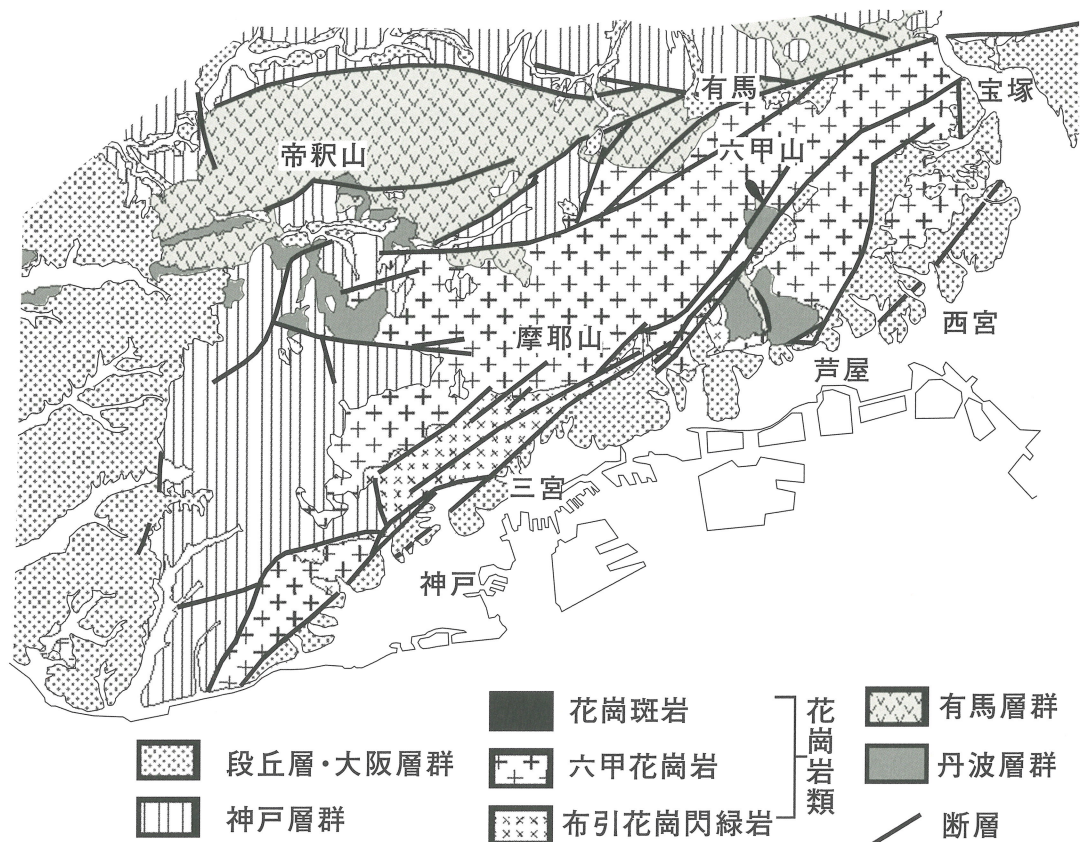 有馬
宝塚
帝釈山
六甲山
西宮
摩耶山
芦屋
三宮
神戸
花崗斑岩
六甲花崗岩
布引花崗閃緑岩
花崗岩類
有馬層群
丹波層群
断層
段丘層・大阪層群
神戸層群